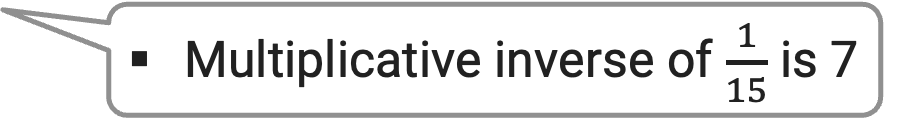 ▪ Multiplicative inverse of 1/15 is 7